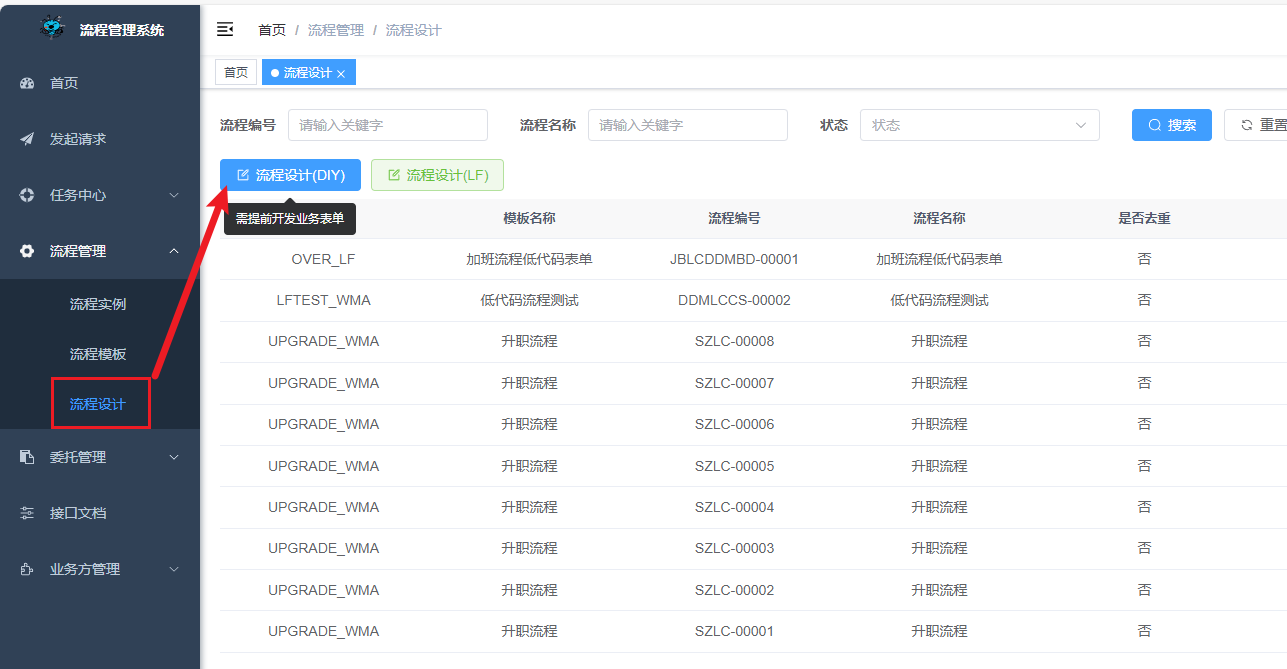 流程管理系统
首页 / 流程管理 / 流程设计
首页
发起请求
任务中心
流程管理
流程实例
流程模板
流程设计
委托管理
接口文档
业务方管理
首页 流程设计 ×
流程编号 请输入关键字 流程名称 请输入关键字 状态 状态 搜索 重置
流程设计(DIY) 流程设计(LF)
需提前开发业务表单
模板名称 流程编号 流程名称 是否去重
OVER_LF 加班流程低代码表单 JBLCDDMBD-00001 加班流程低代码表单 否
LFTEST_WMA 低代码流程测试 DDMLCCS-00002 低代码流程测试 否
UPGRADE_WMA 升职流程 SZLC-00008 升职流程 否
UPGRADE_WMA 升职流程 SZLC-00007 升职流程 否
UPGRADE_WMA 升职流程 SZLC-00006 升职流程 否
UPGRADE_WMA 升职流程 SZLC-00005 升职流程 否
UPGRADE_WMA 升职流程 SZLC-00004 升职流程 否
UPGRADE_WMA 升职流程 SZLC-00003 升职流程 否
UPGRADE_WMA 升职流程 SZLC-00002 升职流程 否
UPGRADE_WMA 升职流程 SZLC-00001 升职流程 否